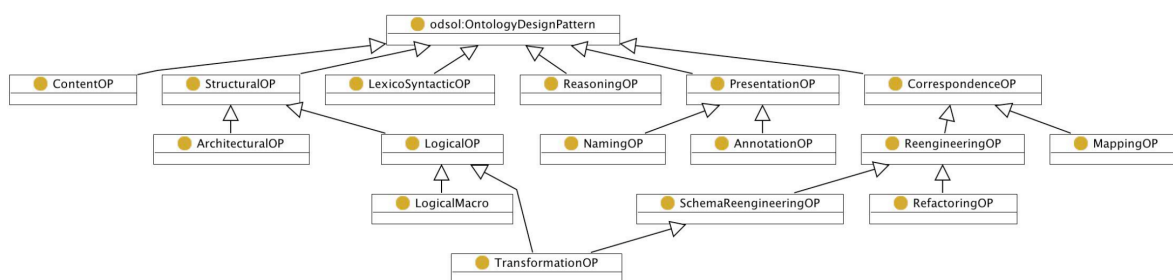 odsol:OntologyDesignPattern
ContentOP
StructuralOP
LexicoSyntacticOP
ReasoningOP
PresentationOP
CorrespondenceOP
ArchitecturalOP
LogicalOP
NamingOP
AnnotationOP
ReengineeringOP
MappingOP
LogicalMacro
SchemaReengineeringOP
RefactoringOP
TransformationOP